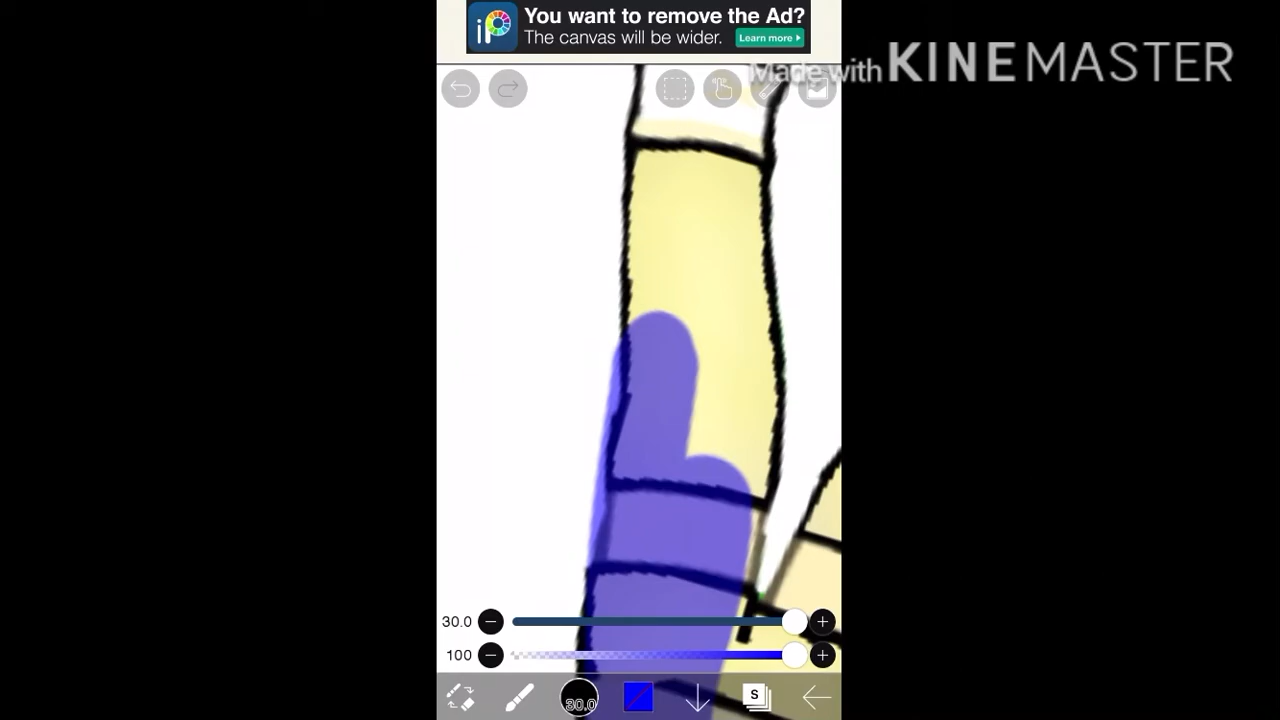 iP
You want to remove the Ad?
The canvas will be wider.
Learn more
Made with KINEMASTER
30.0
100
30.0
S